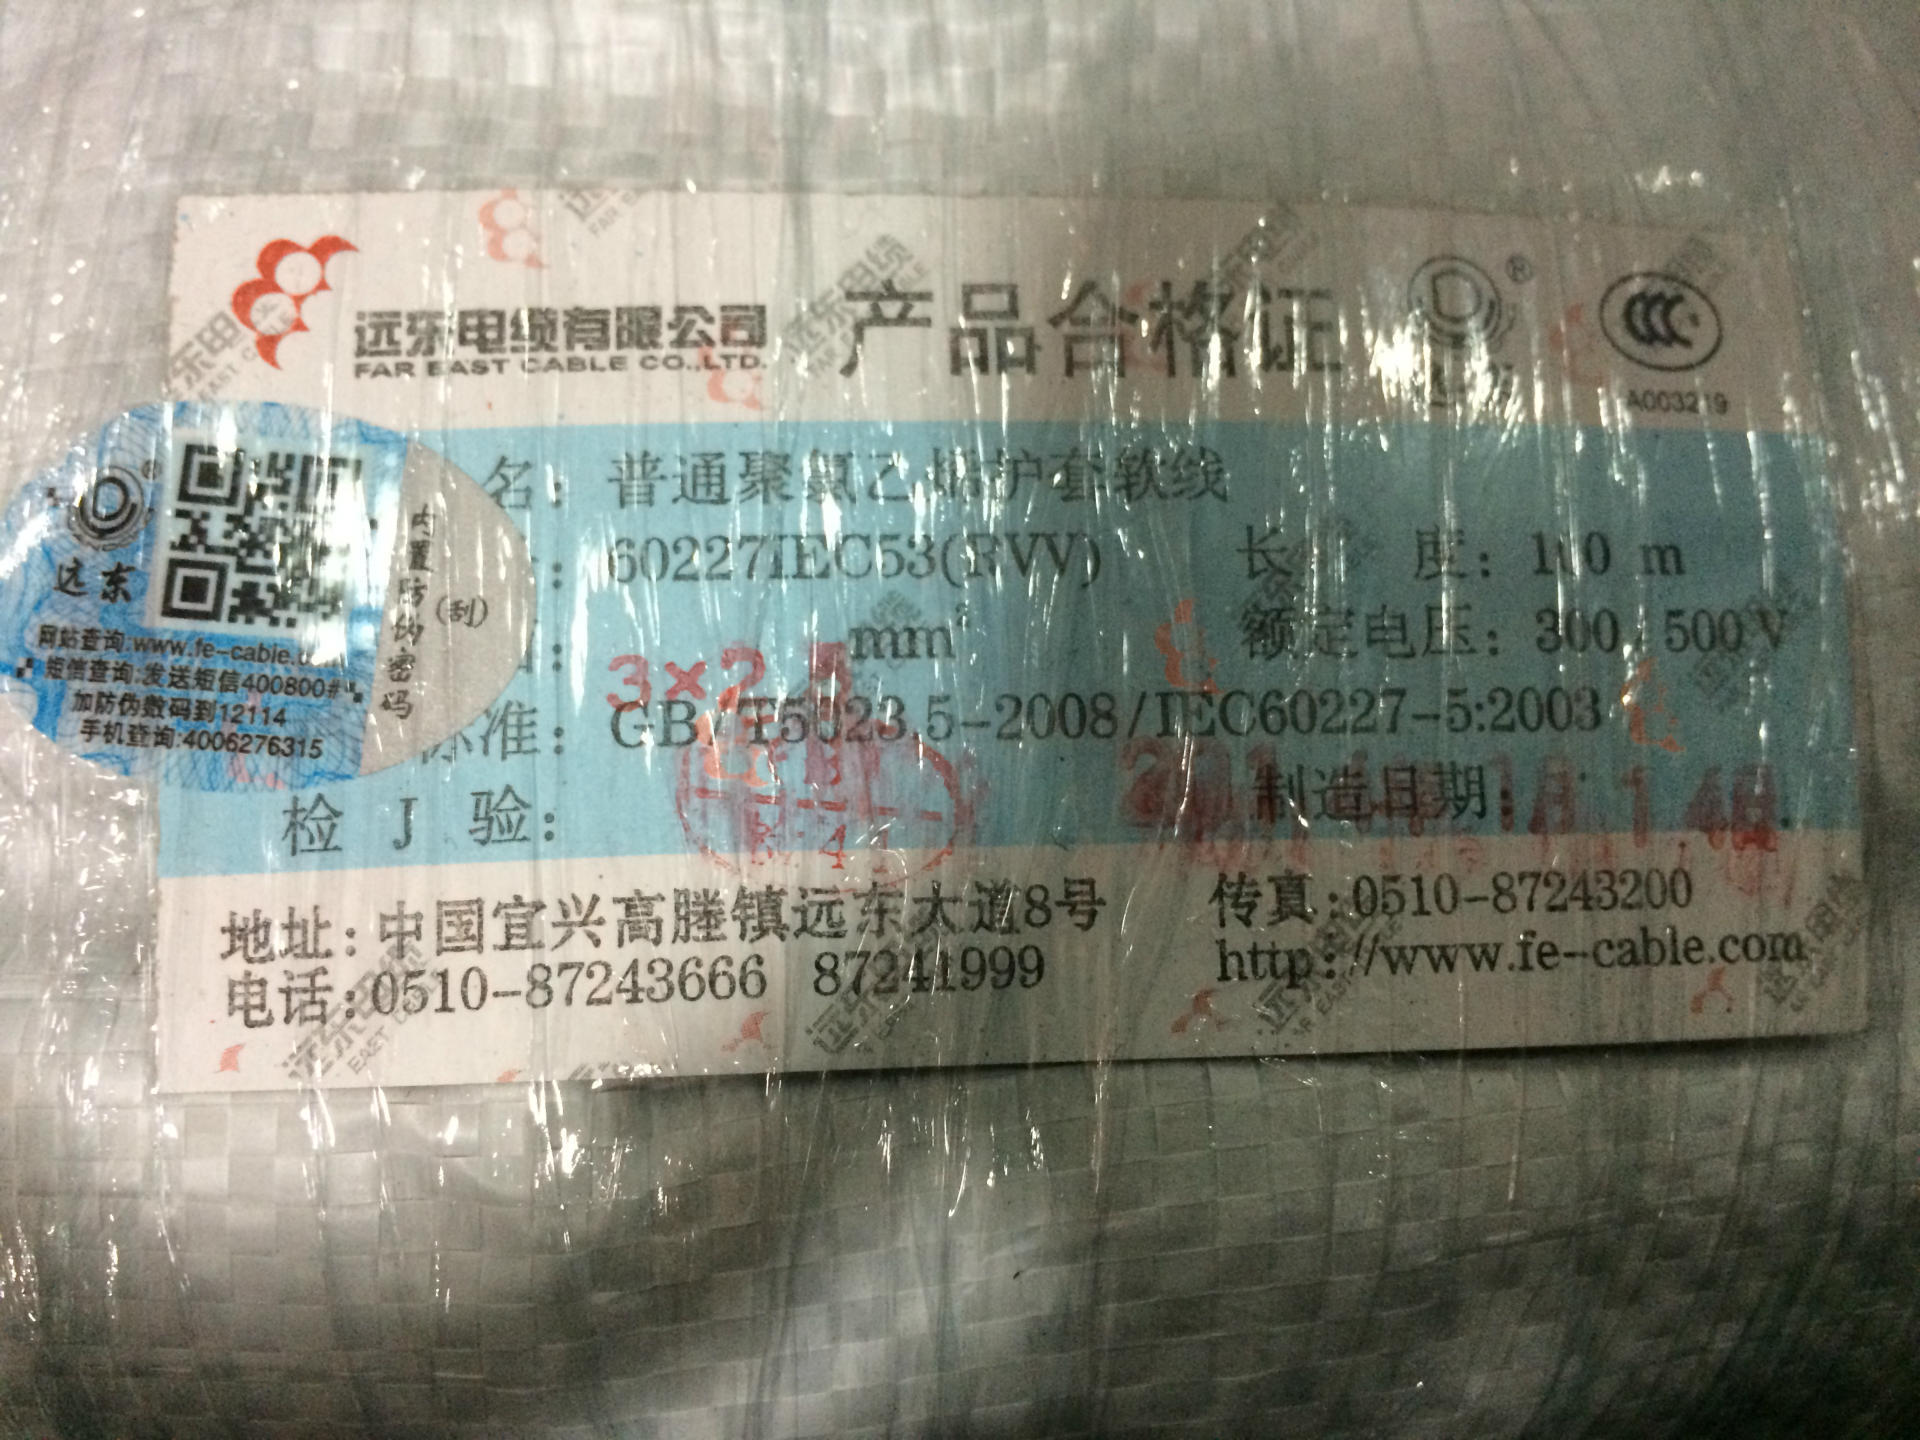 远东电缆有限公司 产品合格证 ®
FAR EAST CABLE CO.,LTD.
A003219
名: 普通聚氯乙烯护套软线
60227IEC53(RVV) 长 度: 100 m
3×2.5 mm² 额定电压: 300/500V
标准: GB/T5023.5-2008/IEC60227-5:2003
检 验: 制造日期:
地址:中国宜兴高塍镇远东大道8号 传真:0510-87243200
电话:0510-87243666 87241999 http://www.fe-cable.com
远东 ®
内置防伪密码
(刮)
网站查询:www.fe-cable.com
短信查询:发送短信400800#
加防伪数码到12114
手机查询:4006276315